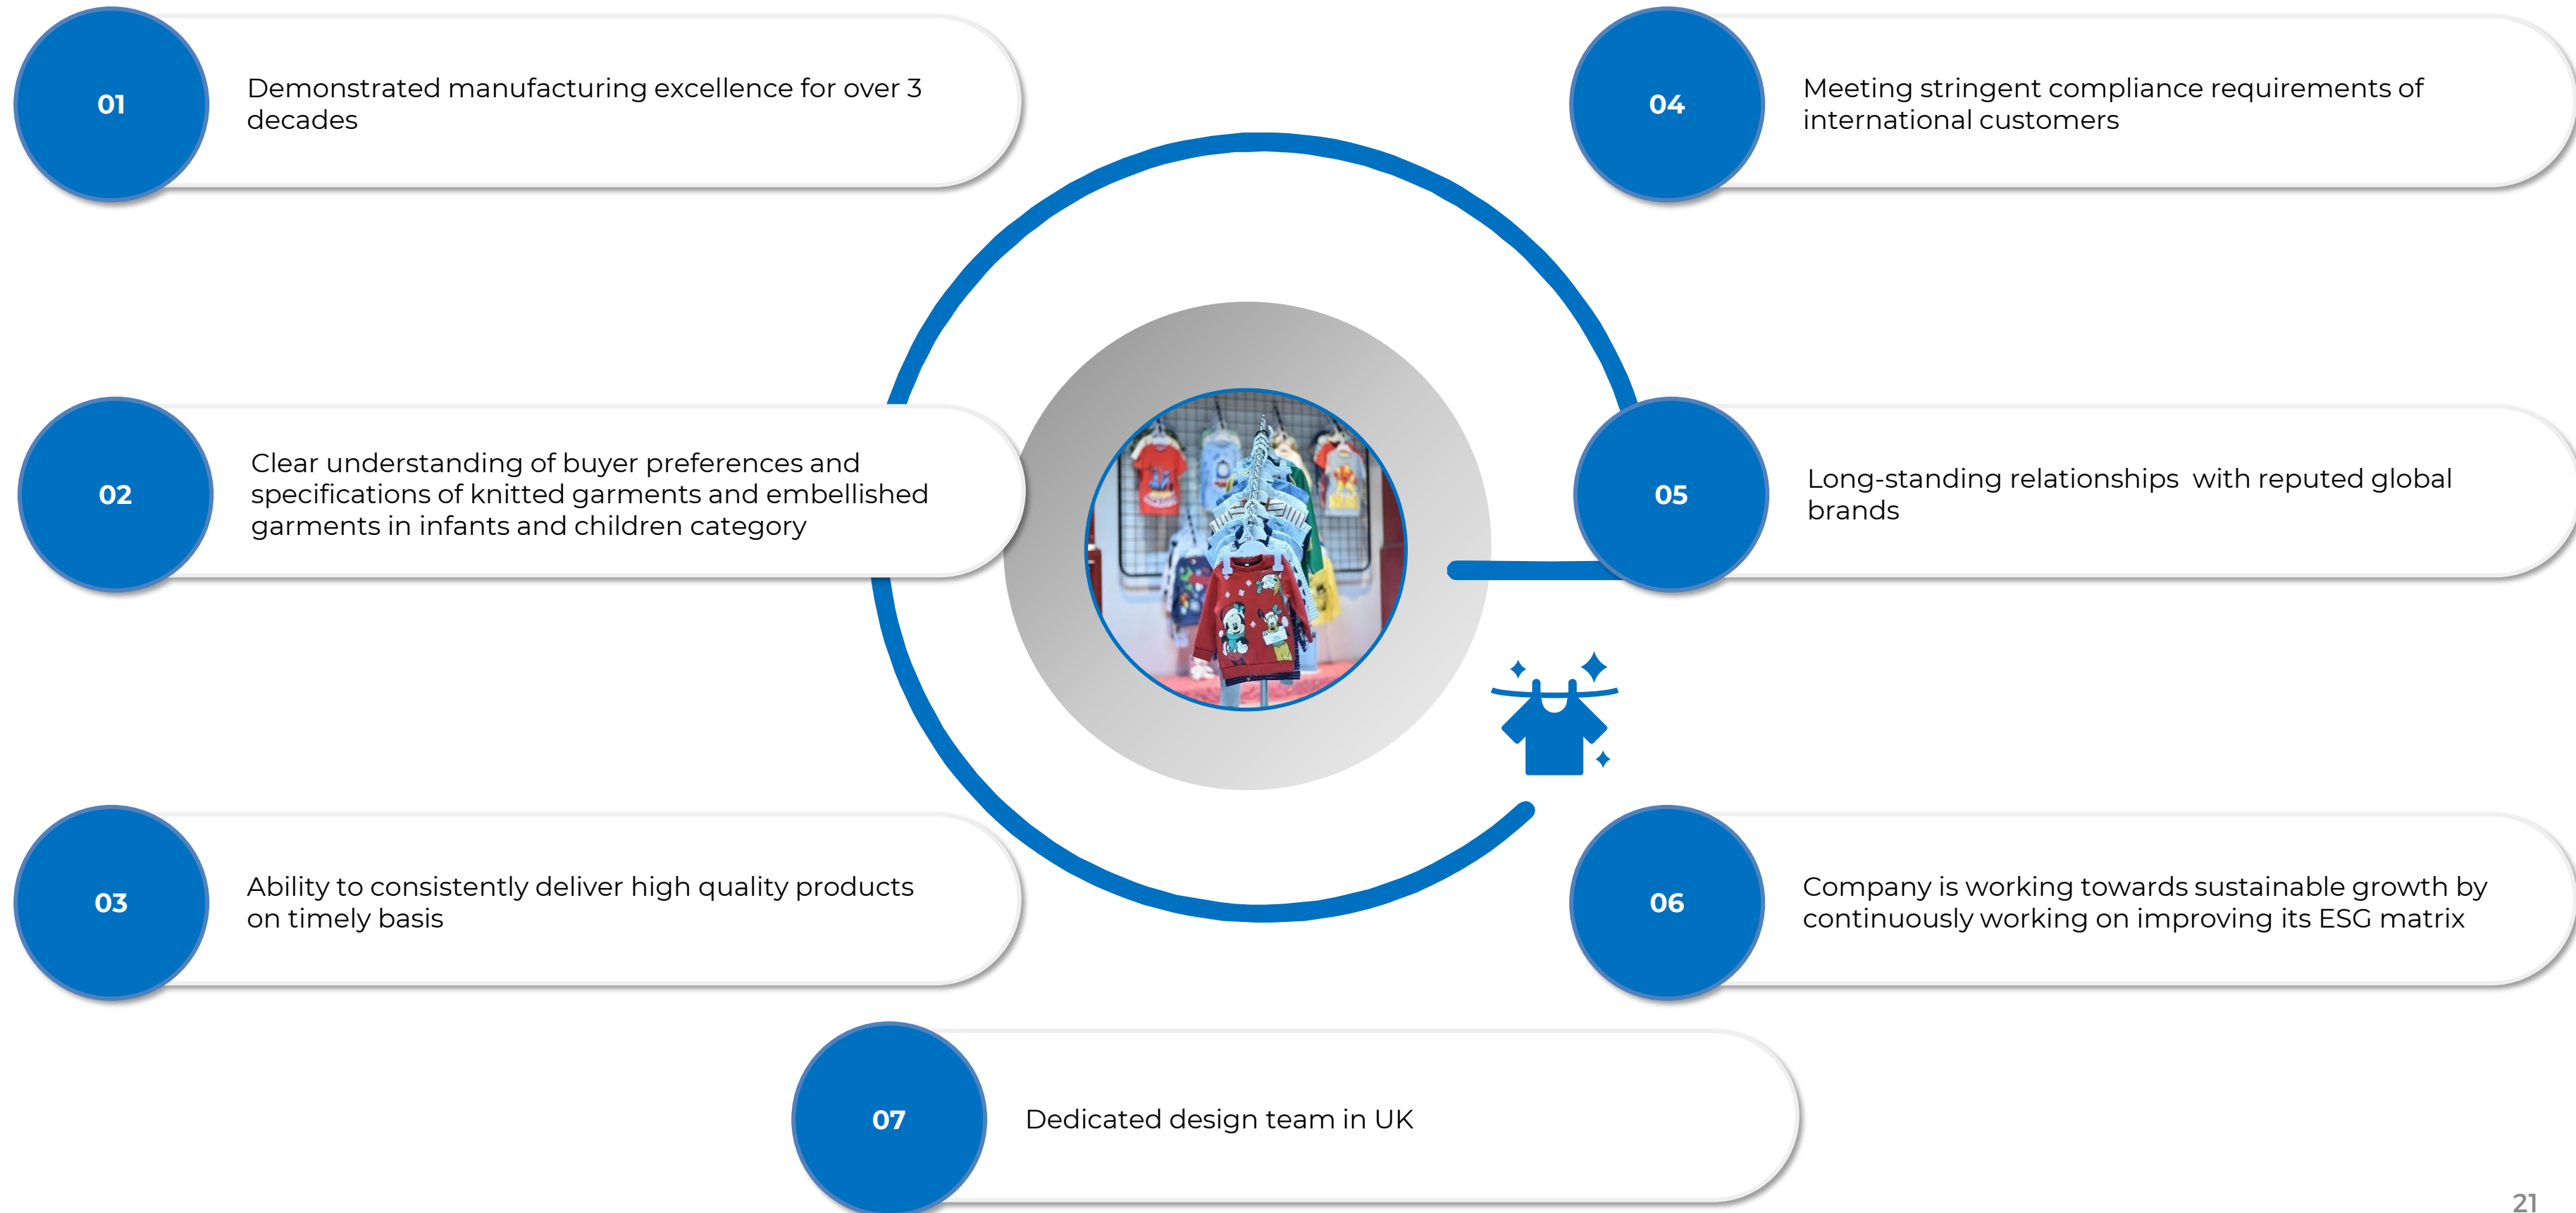 01
Demonstrated manufacturing excellence for over 3
decades
02
Clear understanding of buyer preferences and
specifications of knitted garments and embellished
garments in infants and children category
03
Ability to consistently deliver high quality products
on timely basis
04
Meeting stringent compliance requirements of
international customers
05
Long-standing relationships  with reputed global
brands
06
Company is working towards sustainable growth by
continuously working on improving its ESG matrix
07
Dedicated design team in UK
21